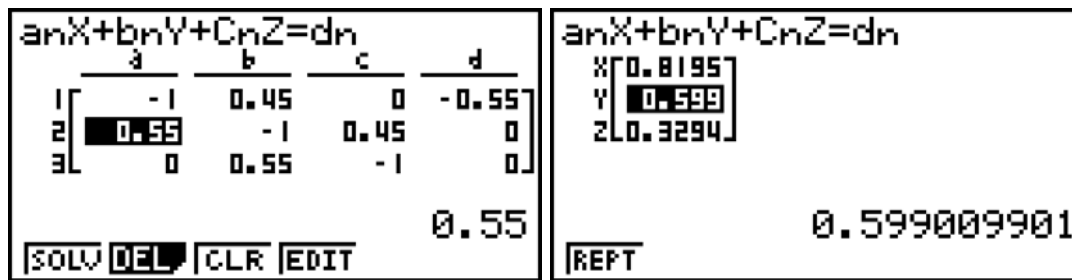 anX+bnY+CnZ=dn
a b c d
1 -1 0.45 0 -0.55
2 0.55 -1 0.45 0
3 0 0.55 -1 0
0.55
SOLV DEL CLR EDIT
anX+bnY+CnZ=dn
X 0.8195
Y 0.599
Z 0.3294
0.599009901
REPT